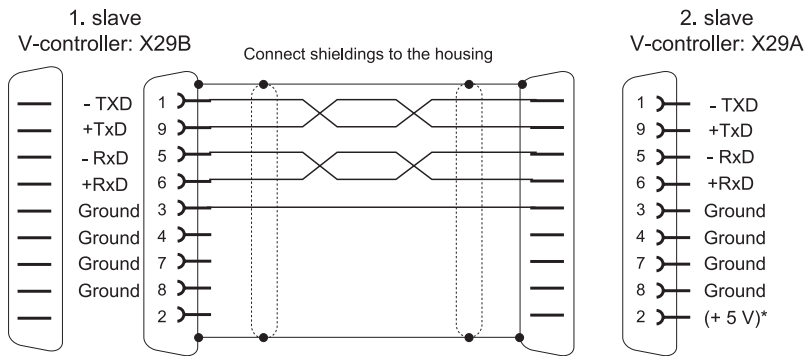 1. slave
V-controller: X29B
Connect shieldings to the housing
2. slave
V-controller: X29A
- TXD 1
+TxD 9
- RxD 5
+RxD 6
Ground 3
Ground 4
Ground 7
Ground 8
2
1 - TXD
9 +TxD
5 - RxD
6 +RxD
3 Ground
4 Ground
7 Ground
8 Ground
2 (+ 5 V)*